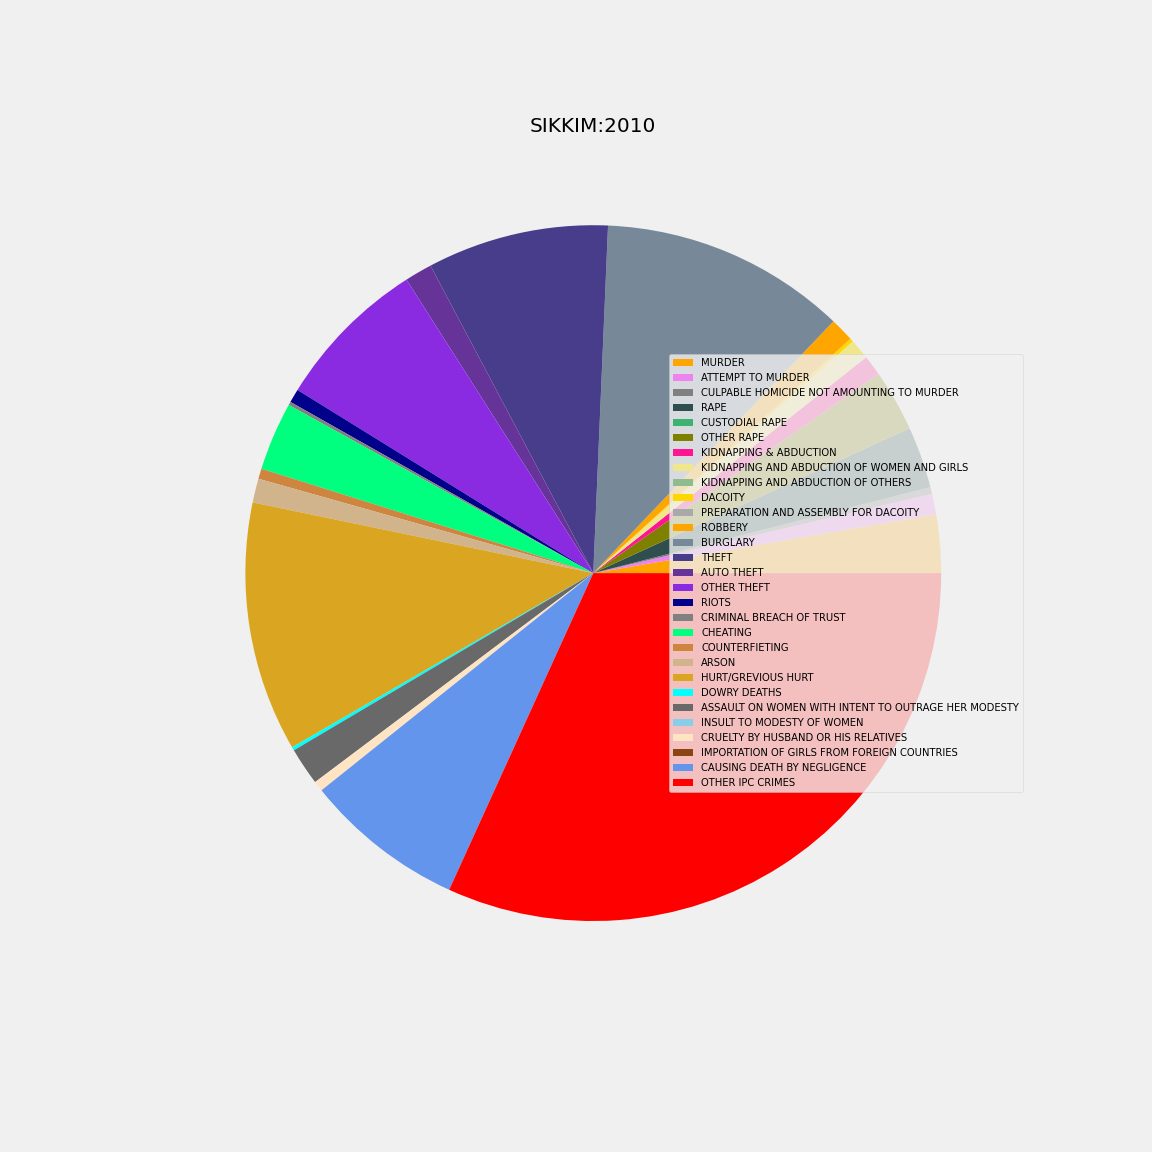 SIKKIM:2010
MURDER
ATTEMPT TO MURDER
CULPABLE HOMICIDE NOT AMOUNTING TO MURDER
RAPE
CUSTODIAL RAPE
OTHER RAPE
KIDNAPPING & ABDUCTION
KIDNAPPING AND ABDUCTION OF WOMEN AND GIRLS
KIDNAPPING AND ABDUCTION OF OTHERS
DACOITY
PREPARATION AND ASSEMBLY FOR DACOITY
ROBBERY
BURGLARY
THEFT
AUTO THEFT
OTHER THEFT
RIOTS
CRIMINAL BREACH OF TRUST
CHEATING
COUNTERFIETING
ARSON
HURT/GREVIOUS HURT
DOWRY DEATHS
ASSAULT ON WOMEN WITH INTENT TO OUTRAGE HER MODESTY
INSULT TO MODESTY OF WOMEN
CRUELTY BY HUSBAND OR HIS RELATIVES
IMPORTATION OF GIRLS FROM FOREIGN COUNTRIES
CAUSING DEATH BY NEGLIGENCE
OTHER IPC CRIMES